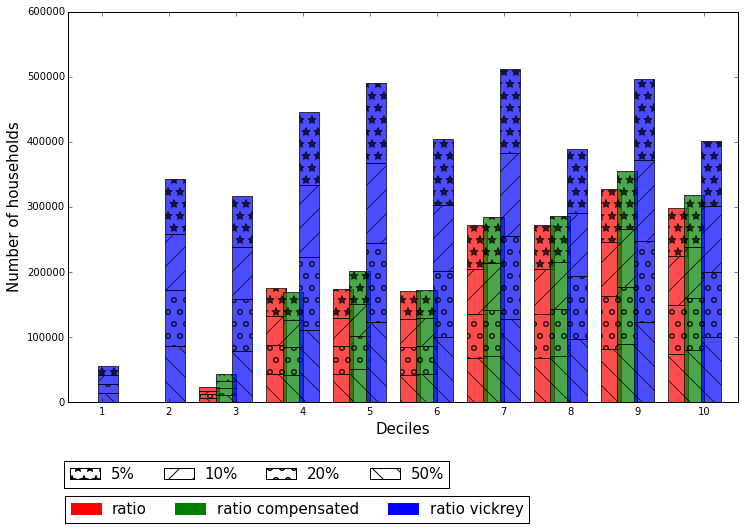 600000
500000
400000
300000
200000
100000
0
Number of households
1 2 3 4 5 6 7 8 9 10
Deciles
5% 10% 20% 50%
ratio ratio compensated ratio vickrey